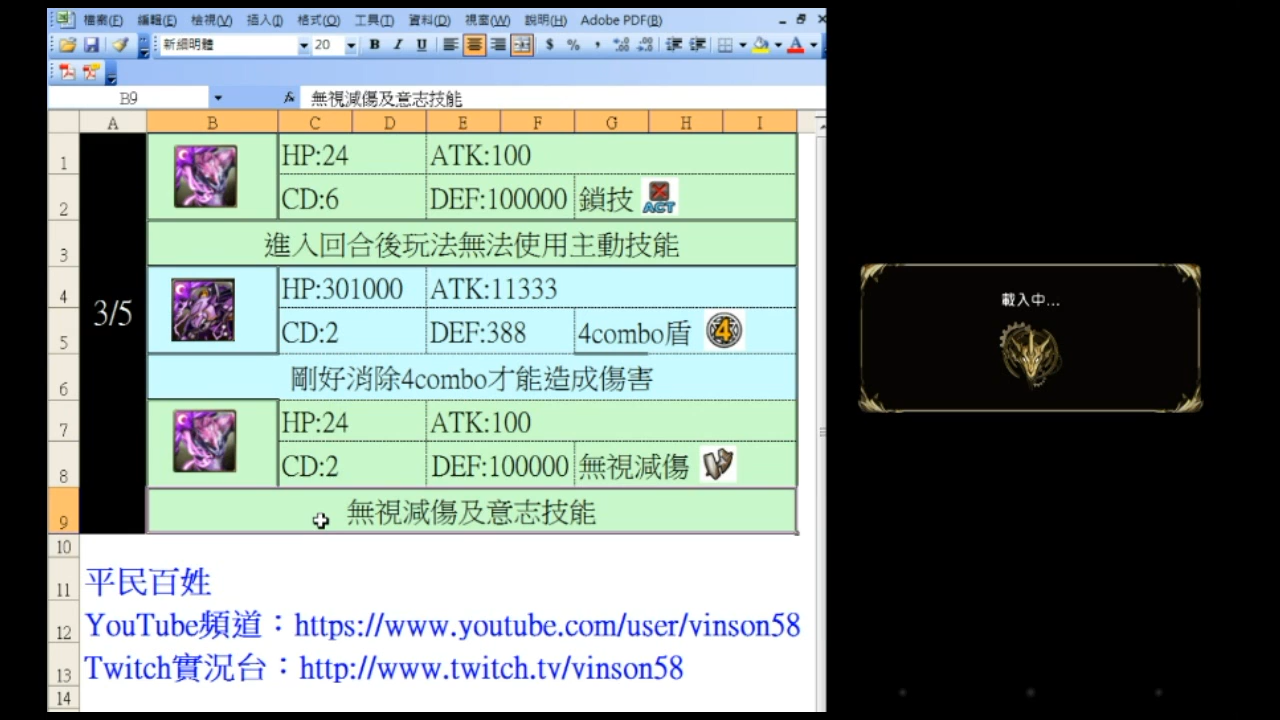 檔案(F) 編輯(E) 檢視(V) 插入(I) 格式(O) 工具(T) 資料(D) 視窗(W) 說明(H) Adobe PDF(B)
新細明體 20 B I U $ % ,
B9 fx 無視減傷及意志技能
A B C D E F G H I
1 HP:24 ATK:100
2 CD:6 DEF:100000 鎖技 ACT
3 進入回合後玩法無法使用主動技能
4 HP:301000 ATK:11333
3/5
5 CD:2 DEF:388 4combo盾 4
6 剛好消除4combo才能造成傷害
7 HP:24 ATK:100
8 CD:2 DEF:100000 無視減傷
9 無視減傷及意志技能
10
11 平民百姓
12 YouTube頻道：https://www.youtube.com/user/vinson58
13 Twitch實況台：http://www.twitch.tv/vinson58
14
載入中...